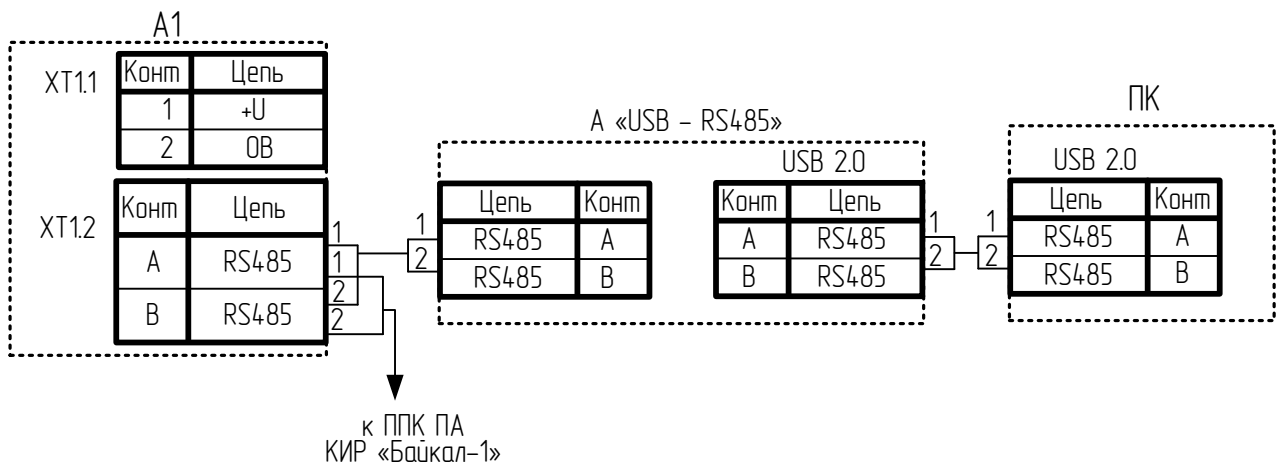 A1
XT1.1
Конт Цепь
1 +U
2 0В
XT1.2
Конт Цепь
A RS485
B RS485
1
1
2
2
к ППК ПА
КИР «Байкал-1»
А «USB - RS485»
1
2
Цепь Конт
RS485 A
RS485 B
USB 2.0
Конт Цепь
A RS485
B RS485
1
2
ПК
USB 2.0
1
2
Цепь Конт
RS485 A
RS485 B